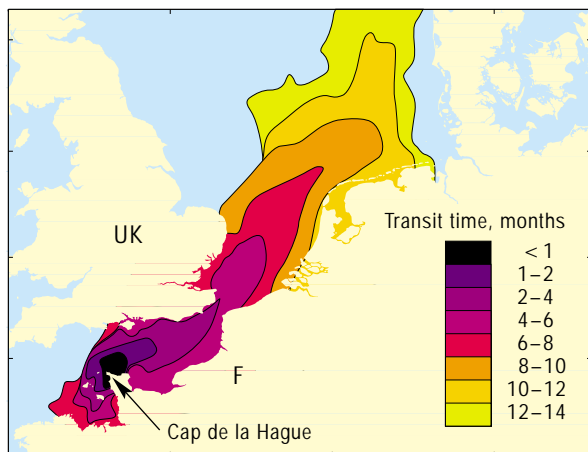 UK
F
Cap de la Hague
Transit time, months
< 1
1–2
2–4
4–6
6–8
8–10
10–12
12–14